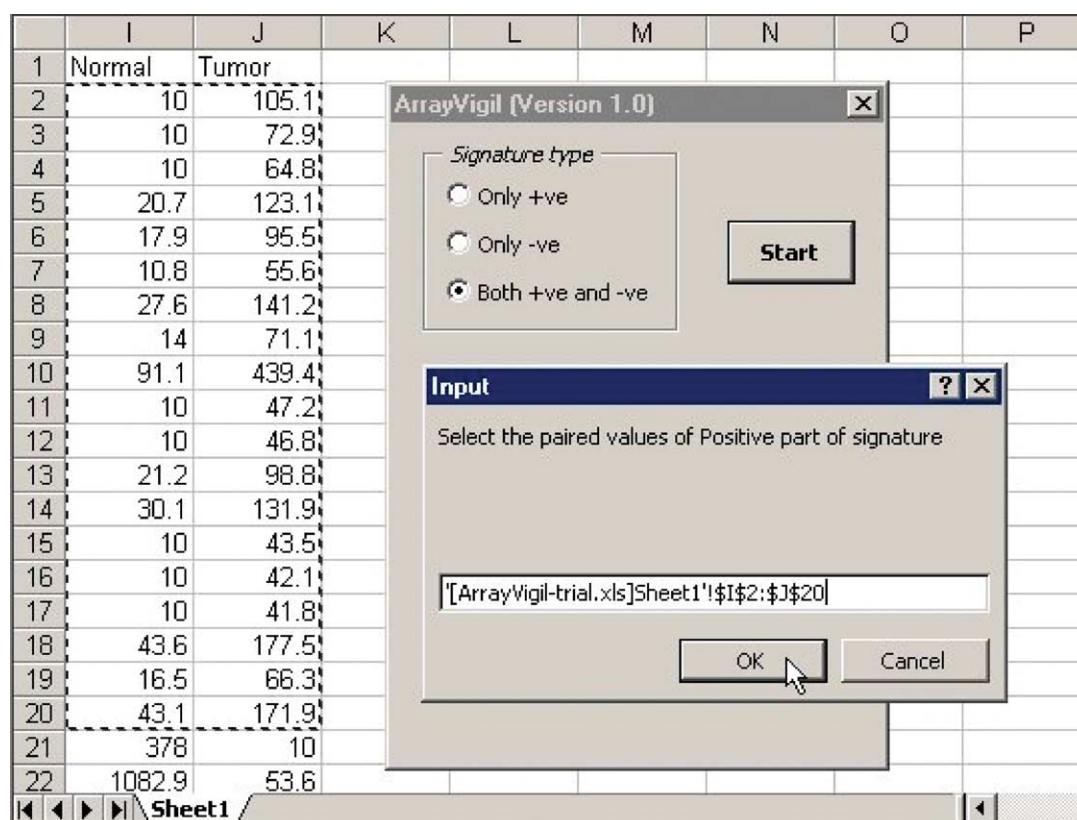 I J K L M N O P
1 Normal Tumor
2 10 105.1
3 10 72.9
4 10 64.8
5 20.7 123.1
6 17.9 95.5
7 10.8 55.6
8 27.6 141.2
9 14 71.1
10 91.1 439.4
11 10 47.2
12 10 46.8
13 21.2 98.8
14 30.1 131.9
15 10 43.5
16 10 42.1
17 10 41.8
18 43.6 177.5
19 16.5 66.3
20 43.1 171.9
21 378 10
22 1082.9 53.6
Sheet1
ArrayVigil (Version 1.0)
Signature type
Only +ve
Only -ve
Both +ve and -ve
Start
Input
Select the paired values of Positive part of signature
'[ArrayVigil-trial.xls]Sheet1'!$I$2:$J$20
OK Cancel